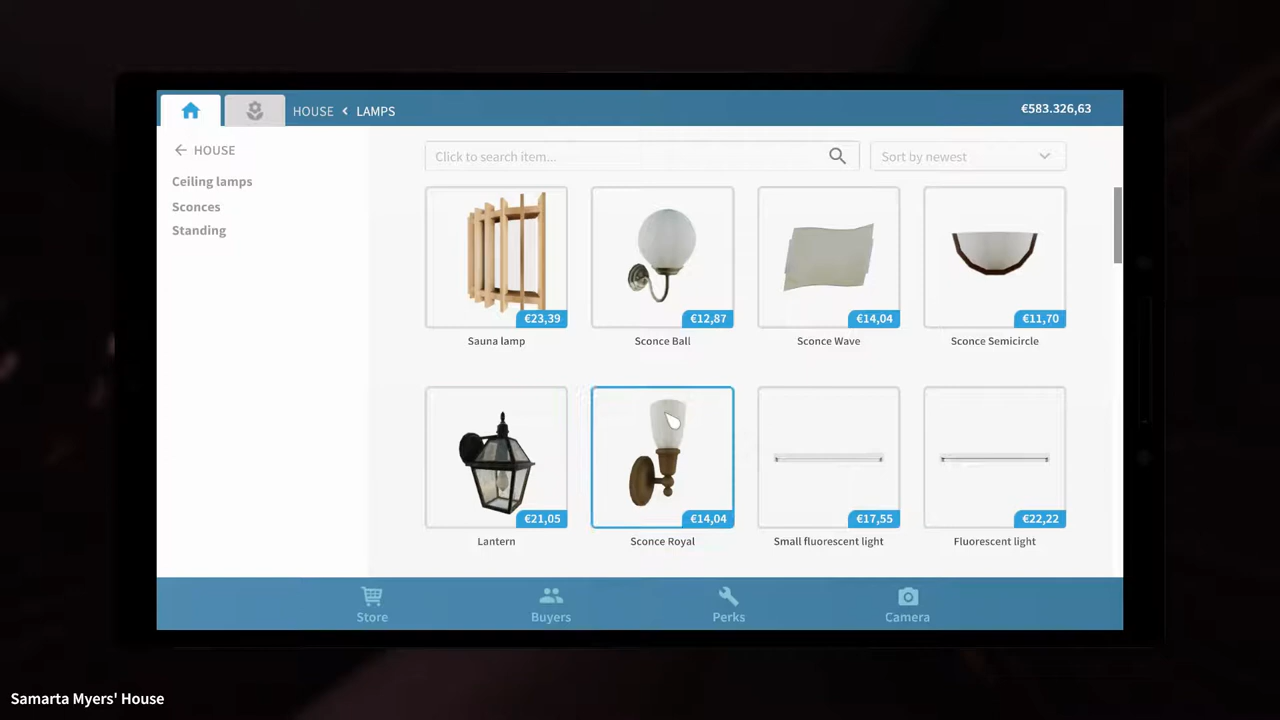 HOUSE < LAMPS
€583.326,63
← HOUSE
Click to search item...
Sort by newest
Ceiling lamps
Sconces
Standing
€23,39
€12,87
€14,04
€11,70
Sauna lamp
Sconce Ball
Sconce Wave
Sconce Semicircle
€21,05
€14,04
€17,55
€22,22
Lantern
Sconce Royal
Small fluorescent light
Fluorescent light
Store
Buyers
Perks
Camera
Samarta Myers' House